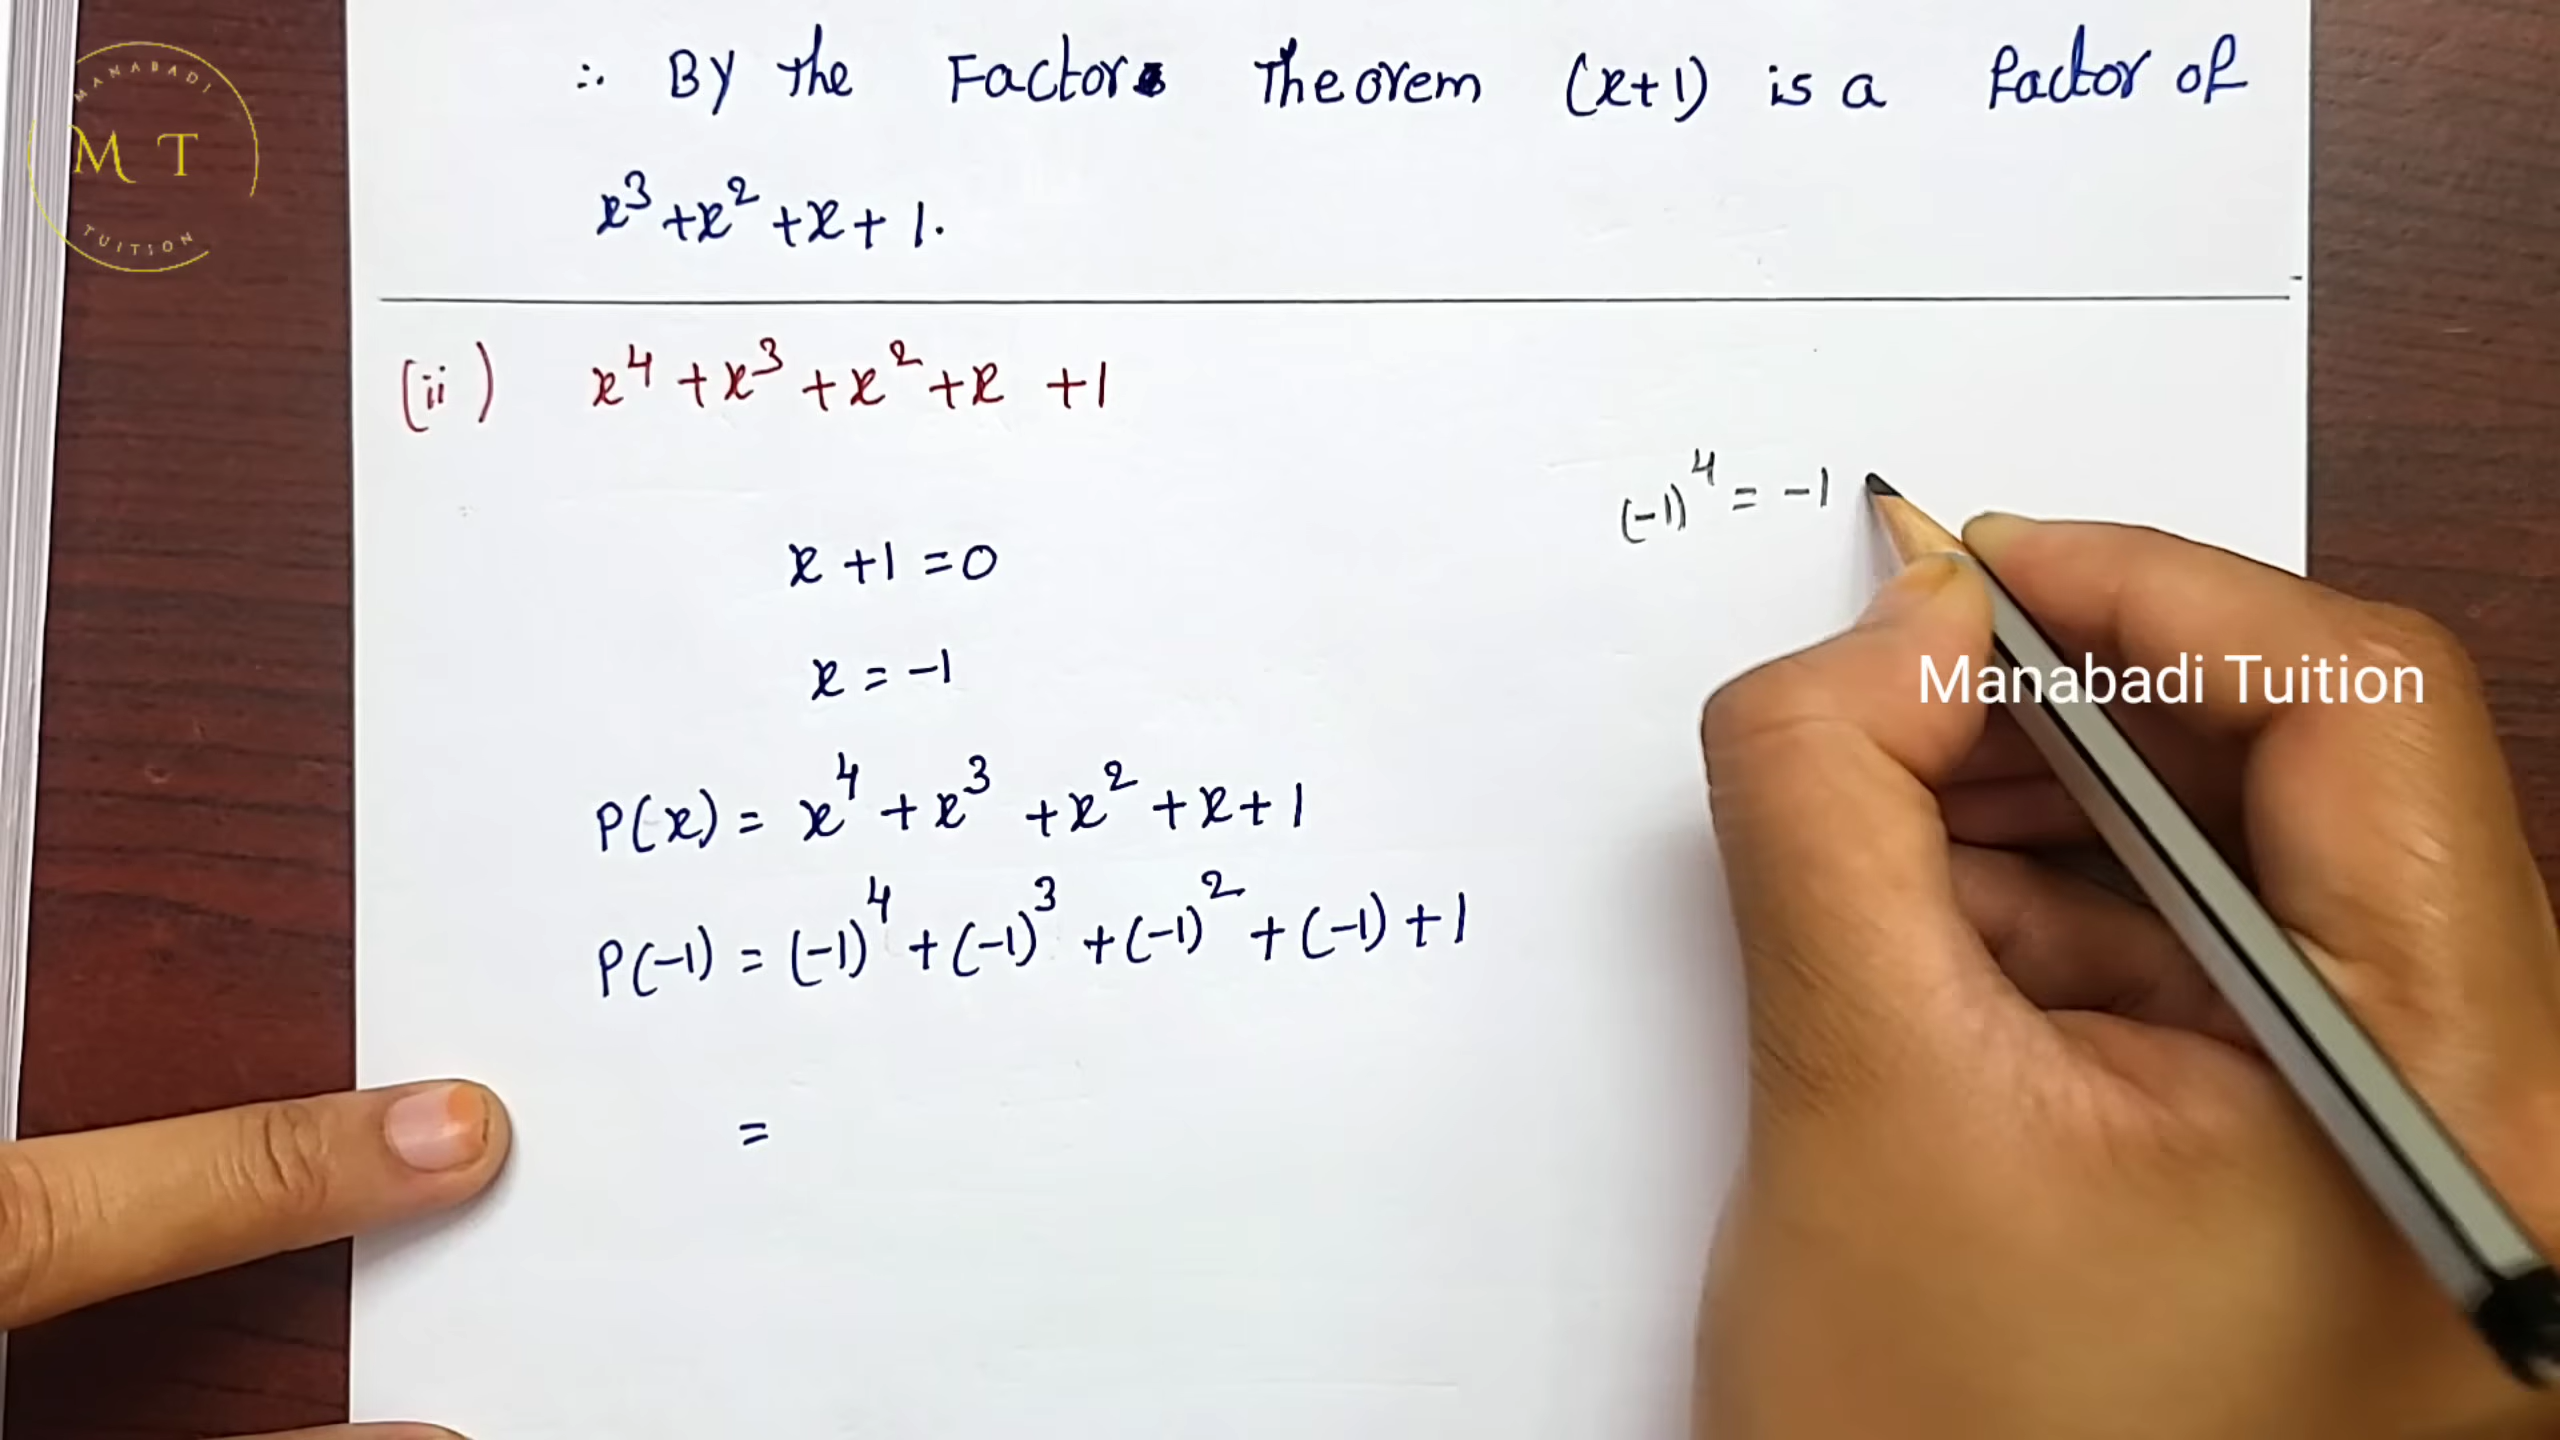 MANABADI
M T
TUITION
∴ By the Factor Theorem (x+1) is a factor of
x³+x²+x+1.
(ii) x⁴+x³+x²+x +1
(-1)⁴ = -1
x+1=0
x = -1
Manabadi Tuition
P(x) = x⁴+x³+x²+x+1
P(-1) = (-1)⁴+(-1)³+(-1)²+(-1)+1
=